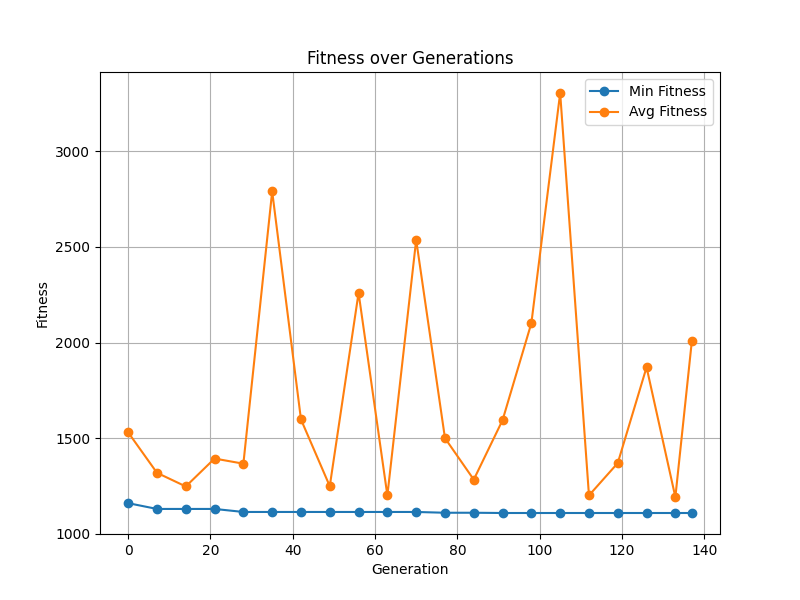 Fitness over Generations
Min Fitness
Avg Fitness
3000
2500
2000
1500
1000
Fitness
0 20 40 60 80 100 120 140
Generation